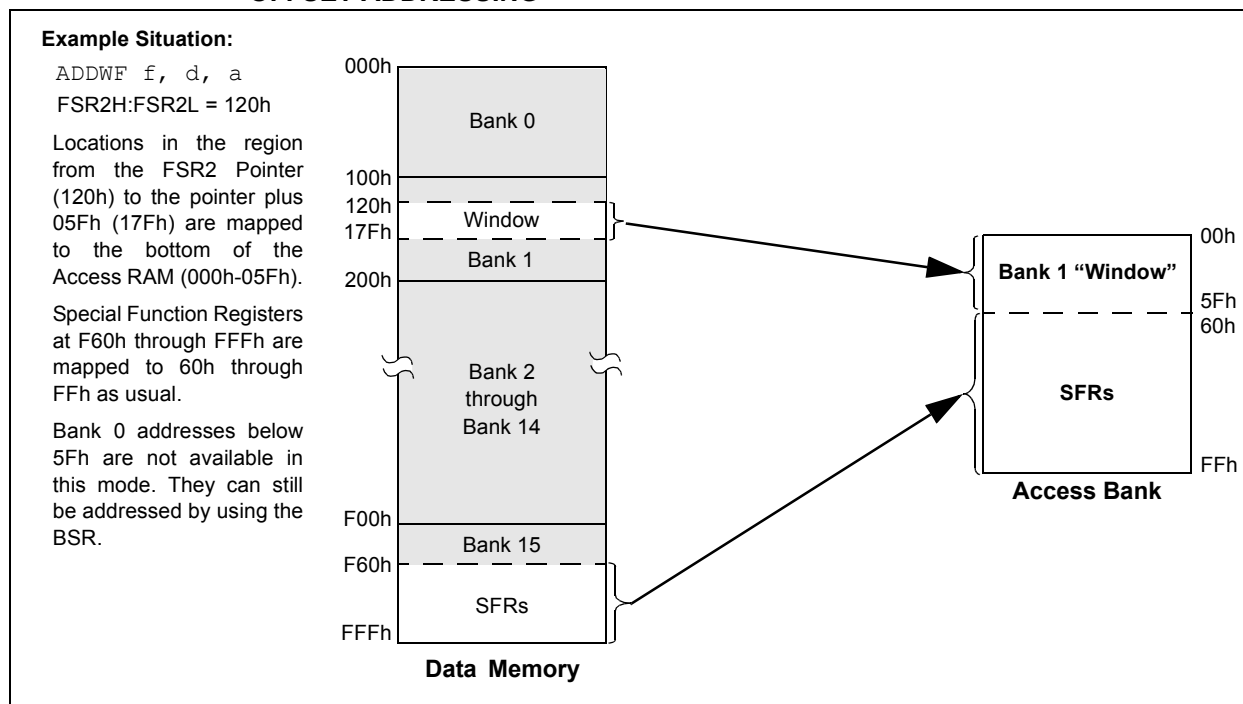 OFFSET ADDRESSING
Example Situation:
ADDWF f, d, a
FSR2H:FSR2L = 120h
Locations in the region
from the FSR2 Pointer
(120h) to the pointer plus
05Fh (17Fh) are mapped
to the bottom of the
Access RAM (000h-05Fh).
Special Function Registers
at F60h through FFFh are
mapped to 60h through
FFh as usual.
Bank 0 addresses below
5Fh are not available in
this mode. They can still
be addressed by using the
BSR.
000h
Bank 0
100h
120h
Window
17Fh
Bank 1
200h
Bank 2
through
Bank 14
F00h
Bank 15
F60h
SFRs
FFFh
Data Memory
00h
Bank 1 “Window”
5Fh
60h
SFRs
FFh
Access Bank